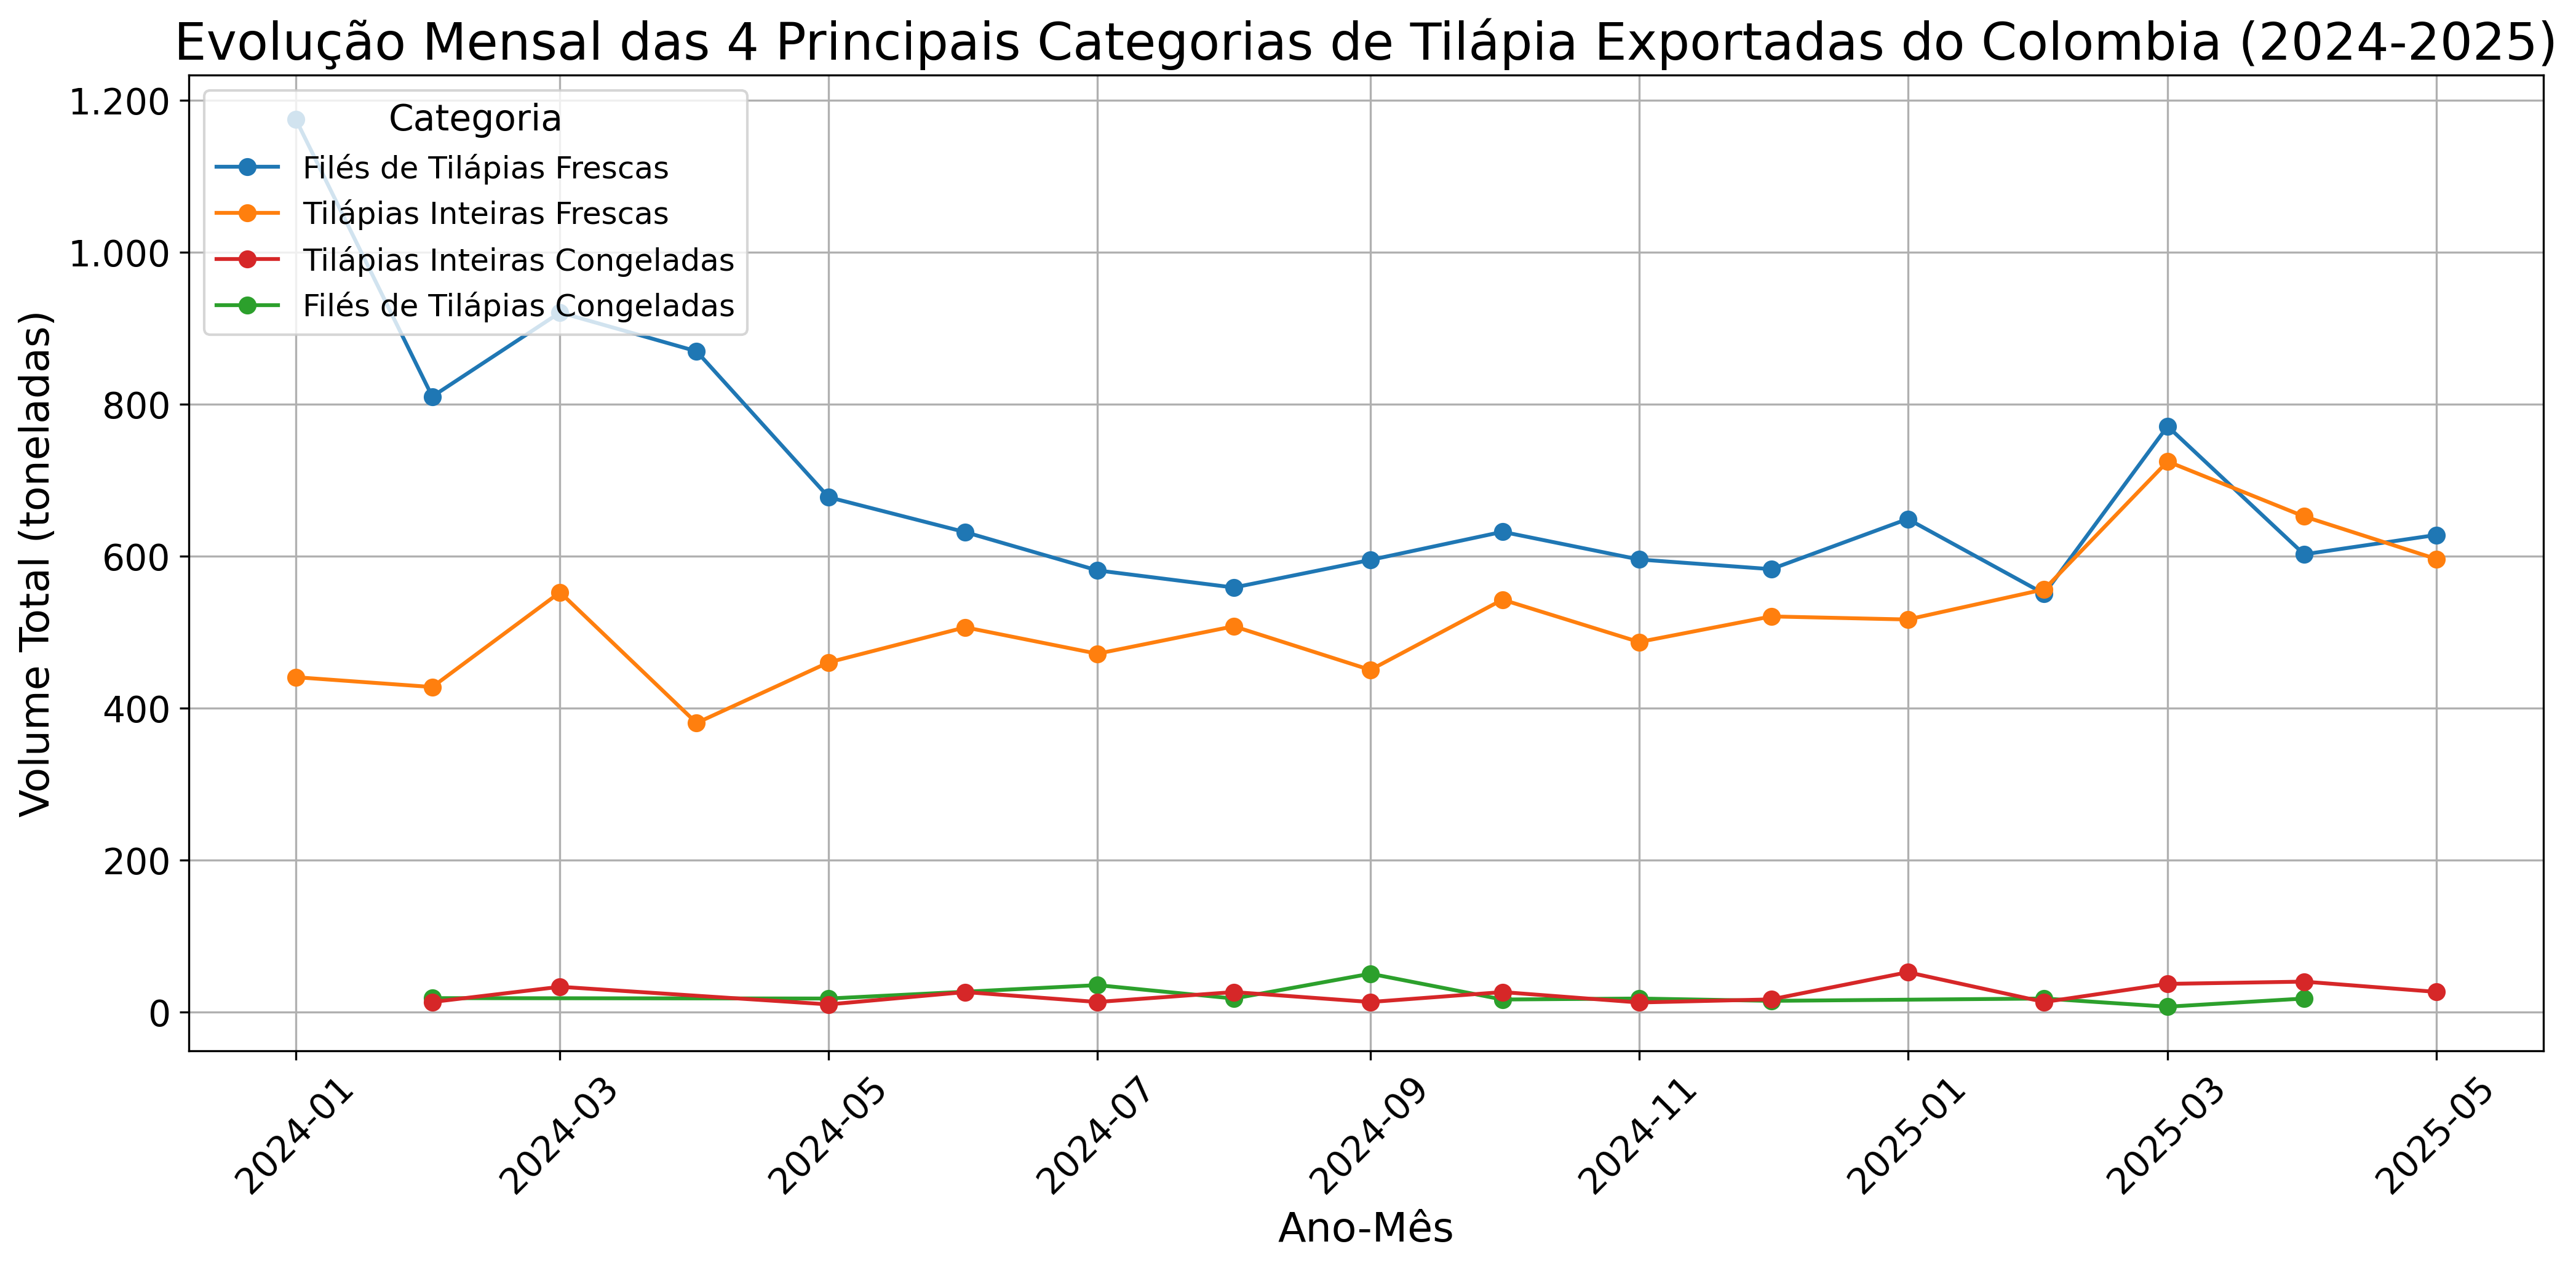 Evolução Mensal das 4 Principais Categorias de Tilápia Exportadas do Colombia (2024-2025)
Categoria
Filés de Tilápias Frescas
Tilápias Inteiras Frescas
Tilápias Inteiras Congeladas
Filés de Tilápias Congeladas
Volume Total (toneladas)
1.200
1.000
800
600
400
200
0
2024-01
2024-03
2024-05
2024-07
2024-09
2024-11
2025-01
2025-03
2025-05
Ano-Mês